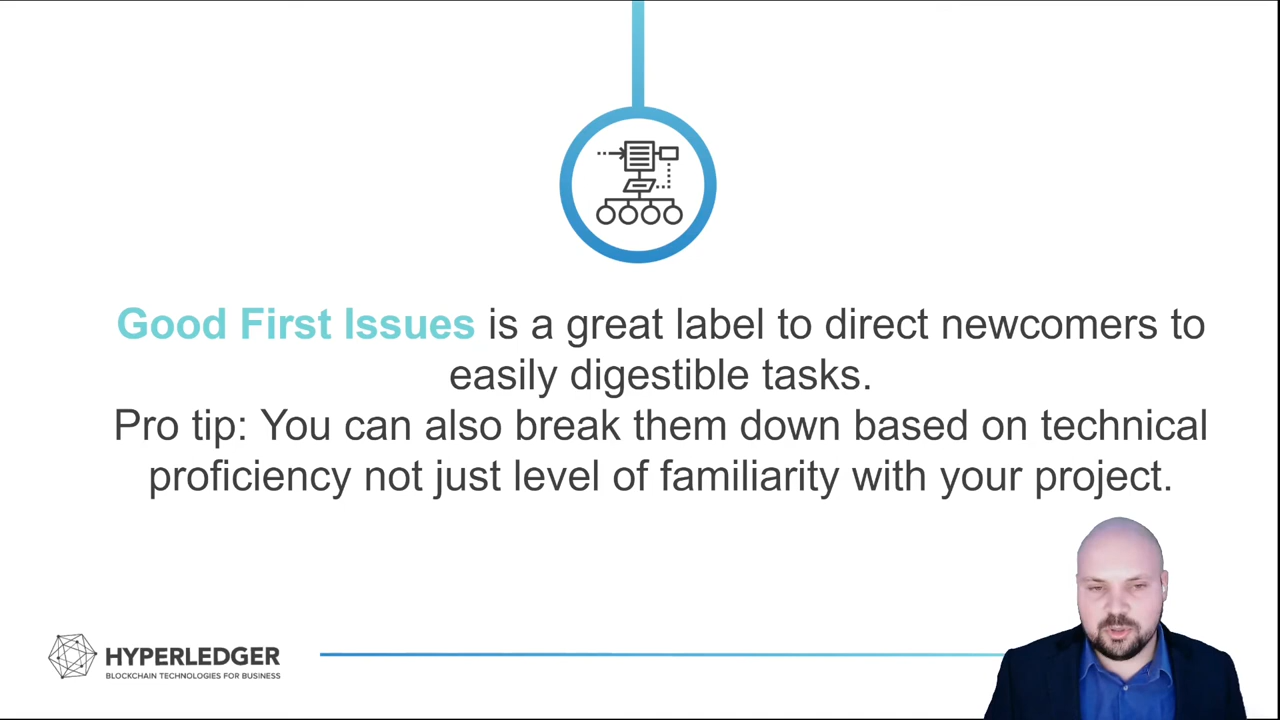 Good First Issues is a great label to direct newcomers to
easily digestible tasks.
Pro tip: You can also break them down based on technical
proficiency not just level of familiarity with your project.
HYPERLEDGER
BLOCKCHAIN TECHNOLOGIES FOR BUSINESS